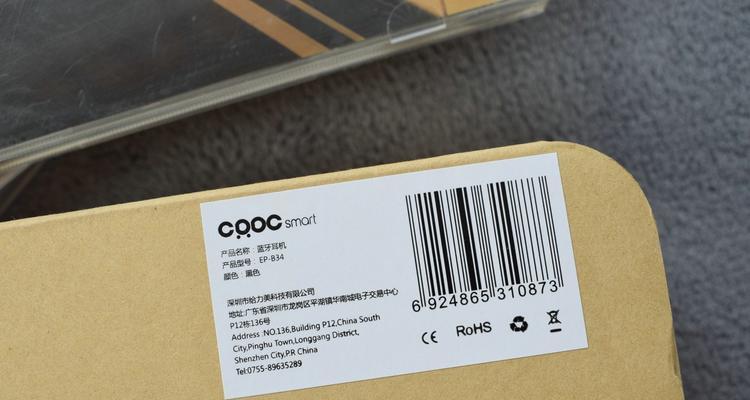 COOC smart
产品名称：蓝牙耳机
产品型号：EP-B34
颜色：黑色
深圳市给力美科技有限公司
地址:广东省深圳市龙岗区平湖镇华南城电子交易中心
P12栋136号
Address :NO.136,Building P12,China South
City,Pinghu Town,Longgang District,
Shenzhen City,P.R China
Tel:0755-89635289
6 924865 310873
CE RoHS